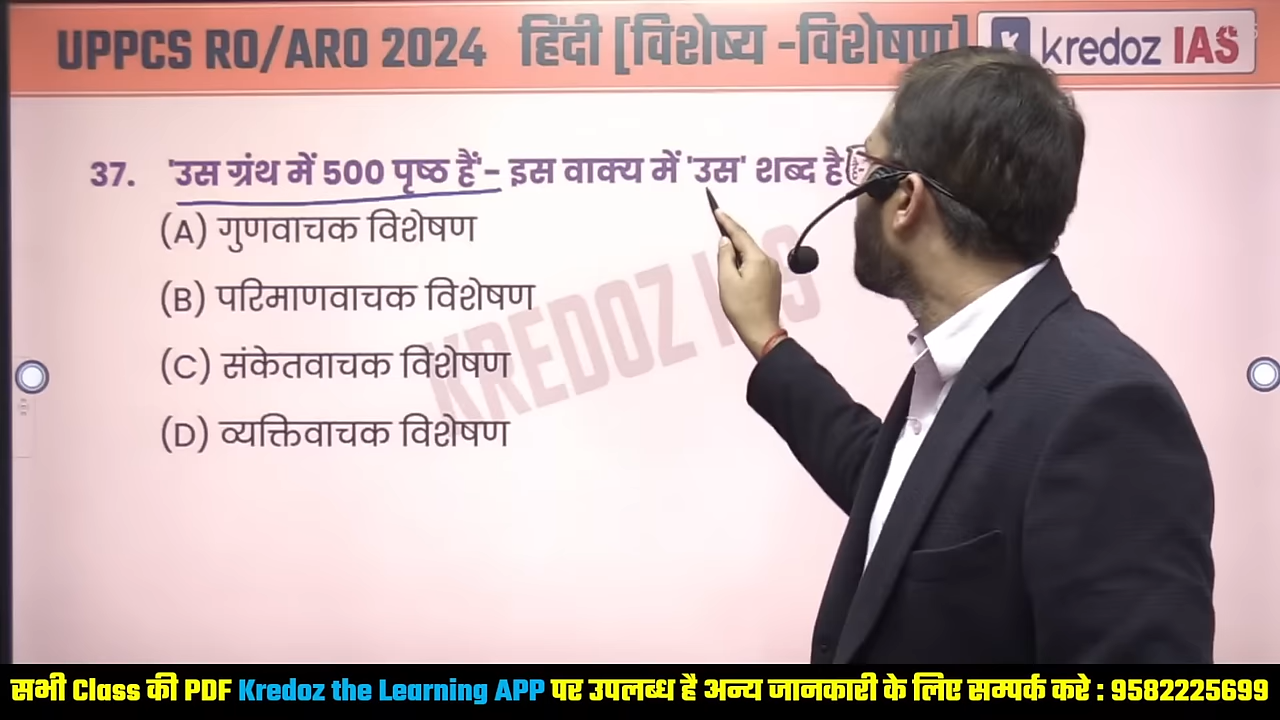 UPPCS RO/ARO 2024 हिंदी [विशेष्य -विशेषण] kredoz IAS
37. 'उस ग्रंथ में 500 पृष्ठ हैं'- इस वाक्य में 'उस' शब्द है
(A) गुणवाचक विशेषण
(B) परिमाणवाचक विशेषण
(C) संकेतवाचक विशेषण
(D) व्यक्तिवाचक विशेषण
KREDOZ IAS
सभी Class की PDF Kredoz the Learning APP पर उपलब्ध है अन्य जानकारी के लिए सम्पर्क करे : 9582225699